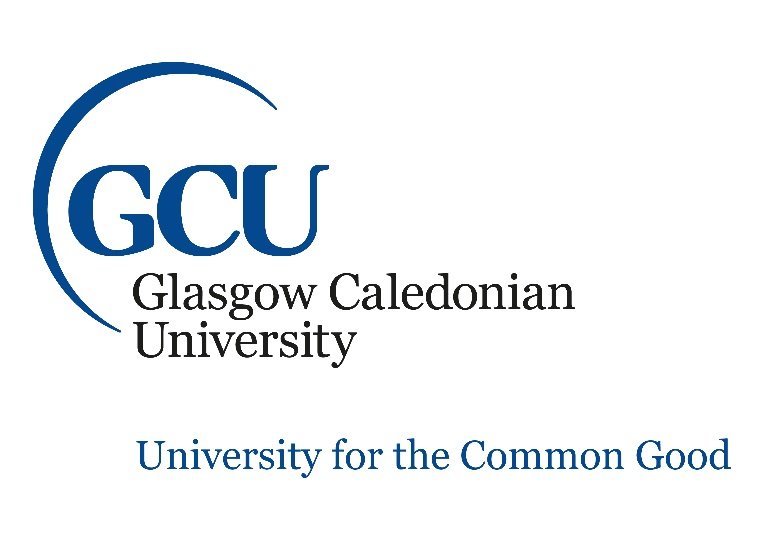 GCU
Glasgow Caledonian
University
University for the Common Good